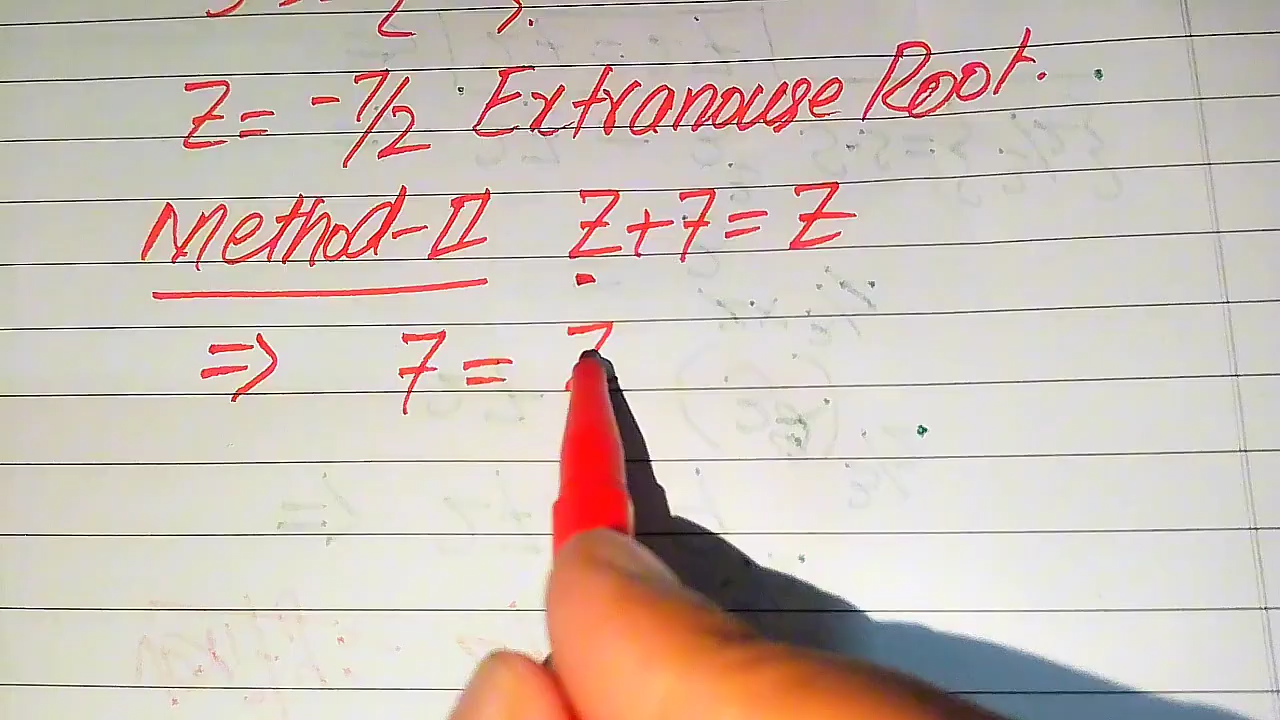 Z = -7/2 Extranouse Root.
Method-II Z+7=Z
=> 7 =